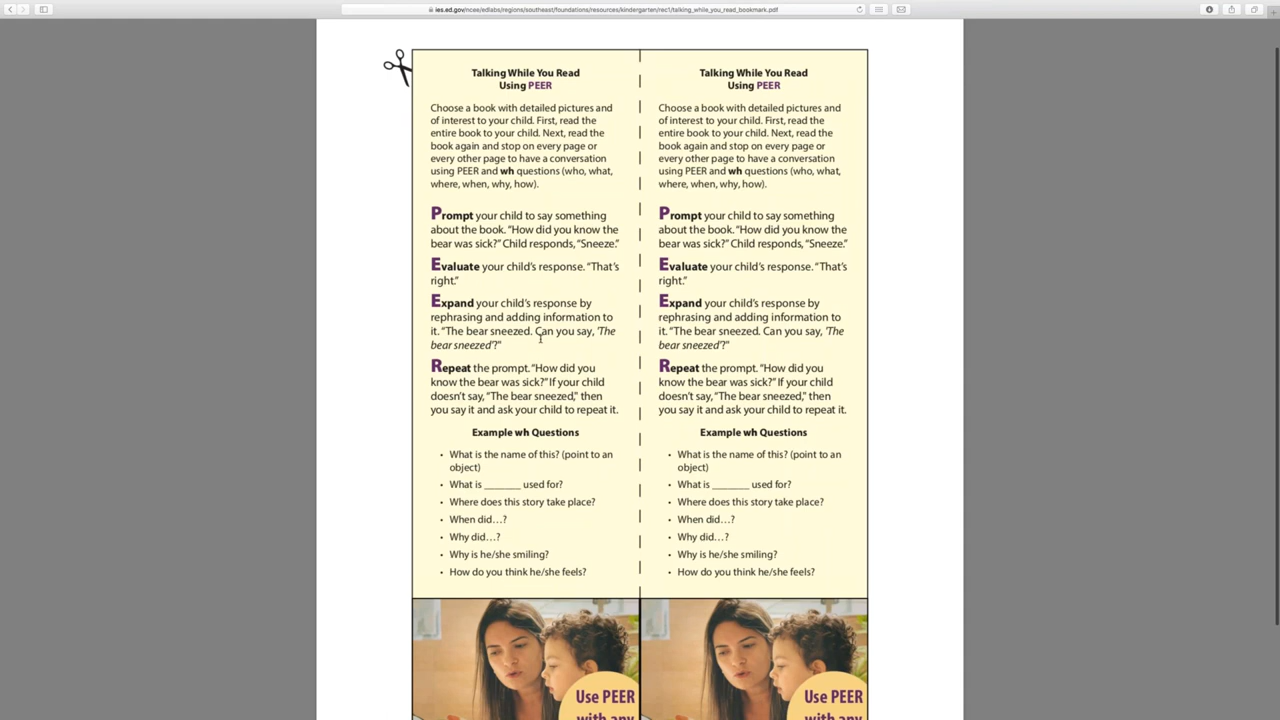 ies.ed.gov/ncee/edlabs/regions/southeast/foundations/resources/kindergarten/rec1/talking_while_you_read_bookmark.pdf
Talking While You Read
Using PEER
Choose a book with detailed pictures and
of interest to your child. First, read the
entire book to your child. Next, read the
book again and stop on every page or
every other page to have a conversation
using PEER and wh questions (who, what,
where, when, why, how).
Prompt your child to say something
about the book. “How did you know the
bear was sick?” Child responds, “Sneeze.”
Evaluate your child’s response. “That’s
right.”
Expand your child’s response by
rephrasing and adding information to
it. “The bear sneezed. Can you say, ‘The
bear sneezed’?”
Repeat the prompt. “How did you
know the bear was sick?” If your child
doesn’t say, “The bear sneezed,” then
you say it and ask your child to repeat it.
Example wh Questions
• What is the name of this? (point to an
object)
• What is _______ used for?
• Where does this story take place?
• When did…?
• Why did…?
• Why is he/she smiling?
• How do you think he/she feels?
Use PEER
with any
Talking While You Read
Using PEER
Choose a book with detailed pictures and
of interest to your child. First, read the
entire book to your child. Next, read the
book again and stop on every page or
every other page to have a conversation
using PEER and wh questions (who, what,
where, when, why, how).
Prompt your child to say something
about the book. “How did you know the
bear was sick?” Child responds, “Sneeze.”
Evaluate your child’s response. “That’s
right.”
Expand your child’s response by
rephrasing and adding information to
it. “The bear sneezed. Can you say, ‘The
bear sneezed’?”
Repeat the prompt. “How did you
know the bear was sick?” If your child
doesn’t say, “The bear sneezed,” then
you say it and ask your child to repeat it.
Example wh Questions
• What is the name of this? (point to an
object)
• What is _______ used for?
• Where does this story take place?
• When did…?
• Why did…?
• Why is he/she smiling?
• How do you think he/she feels?
Use PEER
with any